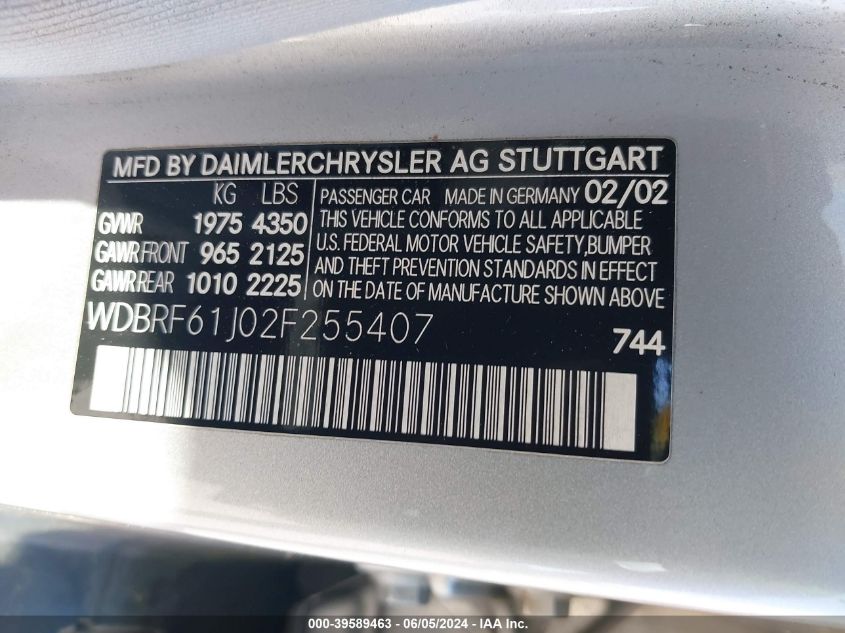 MFD BY DAIMLERCHRYSLER AG STUTTGART
KG LBS
GVWR 1975 4350
GAWR FRONT 965 2125
GAWR REAR 1010 2225
PASSENGER CAR MADE IN GERMANY 02/02
THIS VEHICLE CONFORMS TO ALL APPLICABLE
U.S. FEDERAL MOTOR VEHICLE SAFETY,BUMPER
AND THEFT PREVENTION STANDARDS IN EFFECT
ON THE DATE OF MANUFACTURE SHOWN ABOVE
WDBRF61J02F255407
744
000-39589463 - 06/05/2024 - COPYRIGHT IAA, LLC.